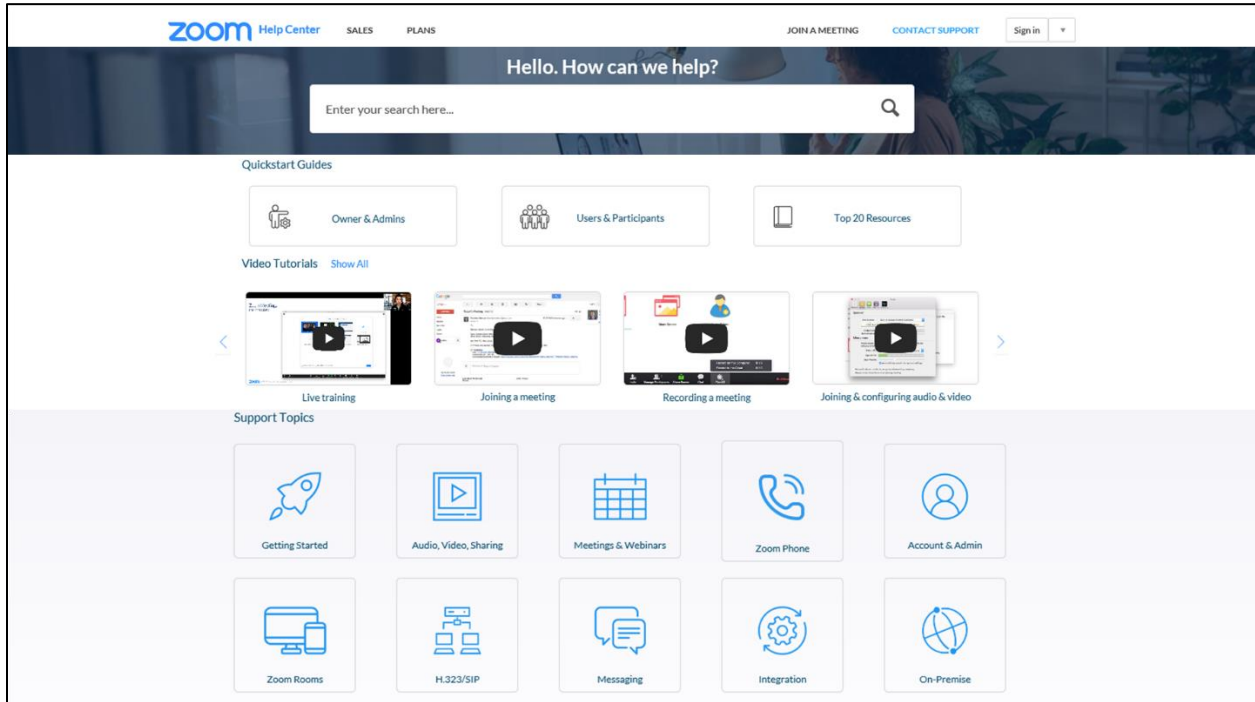 zoom Help Center SALES PLANS JOIN A MEETING CONTACT SUPPORT Sign in
Hello. How can we help?
Enter your search here...
Quickstart Guides
Owner & Admins Users & Participants Top 20 Resources
Video Tutorials Show All
Live training Joining a meeting Recording a meeting Joining & configuring audio & video
Support Topics
Getting Started Audio, Video, Sharing Meetings & Webinars Zoom Phone Account & Admin
Zoom Rooms H.323/SIP Messaging Integration On-Premise